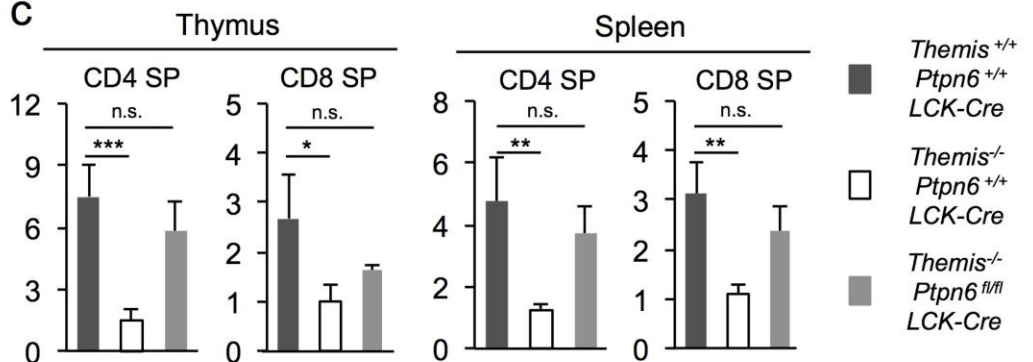 C
Thymus
Spleen
CD4 SP
CD8 SP
CD4 SP
CD8 SP
12
9
6
3
0
n.s.
***
5
4
3
2
1
0
n.s.
*
8
6
4
2
0
n.s.
**
5
4
3
2
1
0
n.s.
**
Themis +/+
Ptpn6 +/+
LCK-Cre
Themis-/-
Ptpn6 +/+
LCK-Cre
Themis-/-
Ptpn6 fl/fl
LCK-Cre